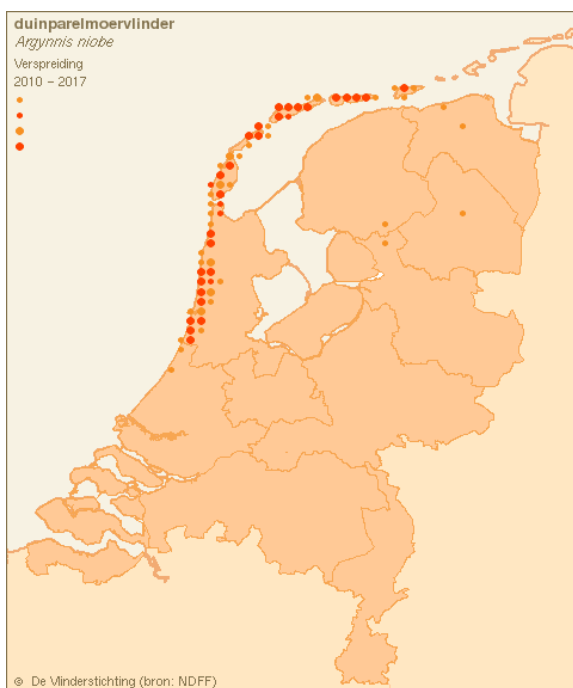 duinparelmoervlinder
Argynnis niobe
Verspreiding
2010 – 2017
© De Vlinderstichting (bron: NDFF)